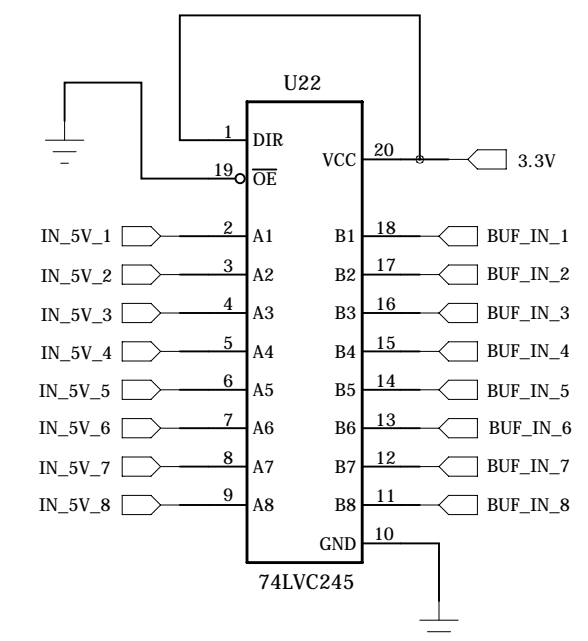 U22
1 DIR
VCC 20 3.3V
19 OE
IN_5V_1 2 A1 B1 18 BUF_IN_1
IN_5V_2 3 A2 B2 17 BUF_IN_2
IN_5V_3 4 A3 B3 16 BUF_IN_3
IN_5V_4 5 A4 B4 15 BUF_IN_4
IN_5V_5 6 A5 B5 14 BUF_IN_5
IN_5V_6 7 A6 B6 13 BUF_IN_6
IN_5V_7 8 A7 B7 12 BUF_IN_7
IN_5V_8 9 A8 B8 11 BUF_IN_8
GND 10
74LVC245